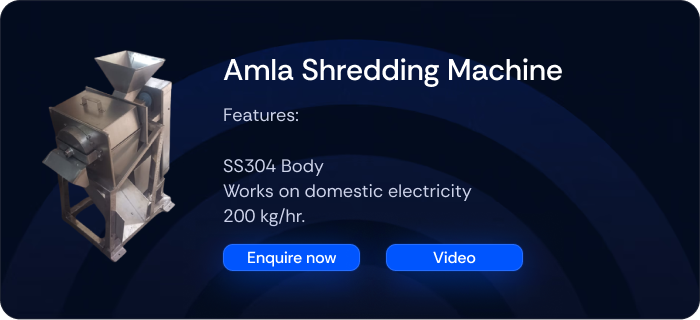 Amla Shredding Machine
Features:
SS304 Body
Works on domestic electricity
200 kg/hr.
Enquire now
Video